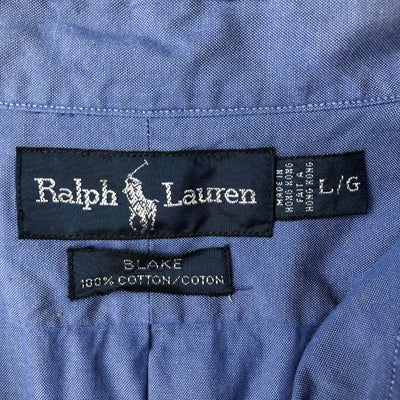 Ralph Lauren
MADE IN
HONG KONG
FAIT A
HONG KONG
L/G
BLAKE
100% COTTON/COTON